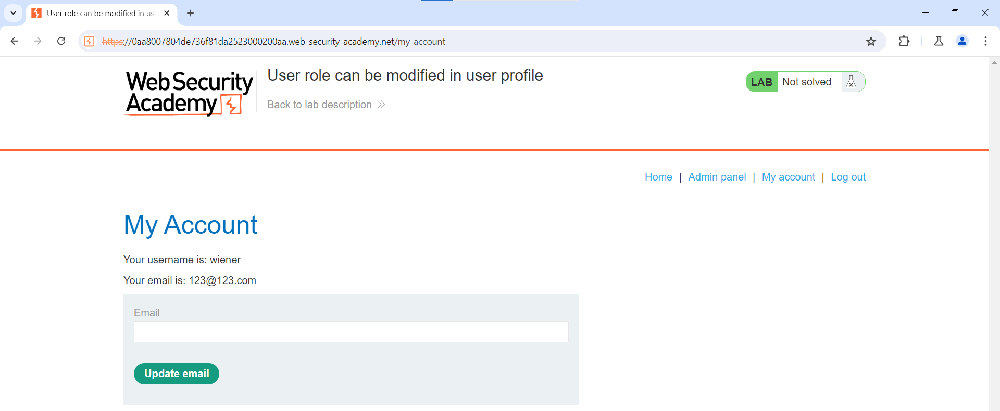 User role can be modified in us
https://0aa8007804de736f81da2523000200aa.web-security-academy.net/my-account
Web Security
Academy
User role can be modified in user profile
Back to lab description
LAB Not solved
Home | Admin panel | My account | Log out
My Account
Your username is: wiener
Your email is: 123@123.com
Email
Update email